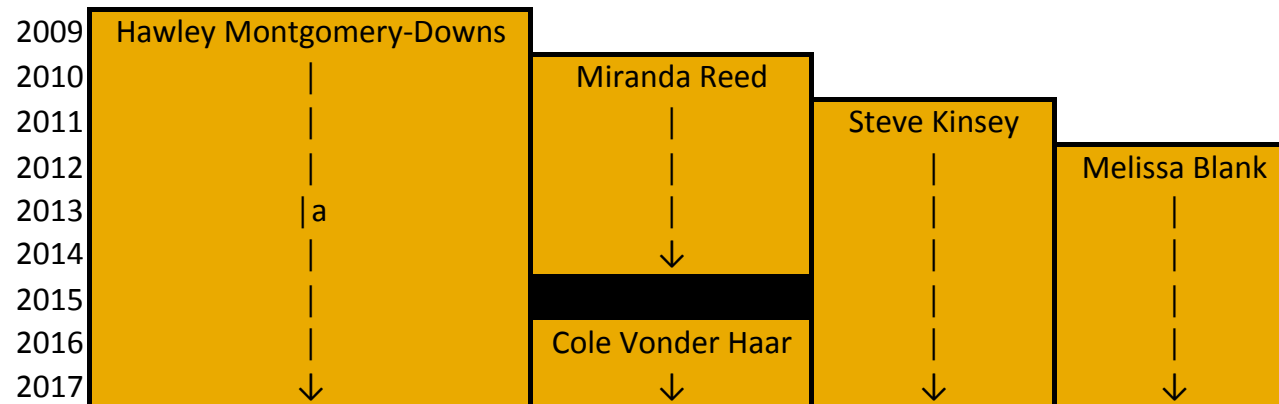 2009 Hawley Montgomery-Downs
2010 | Miranda Reed
2011 | | Steve Kinsey
2012 | | | Melissa Blank
2013 |a | | |
2014 | ↓ | |
2015 | | |
2016 | Cole Vonder Haar | |
2017 ↓ ↓ ↓ ↓